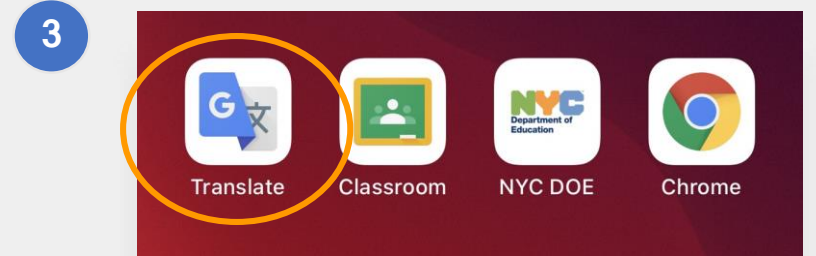 3
G 文
NYC
Department of
Education
Translate Classroom NYC DOE Chrome